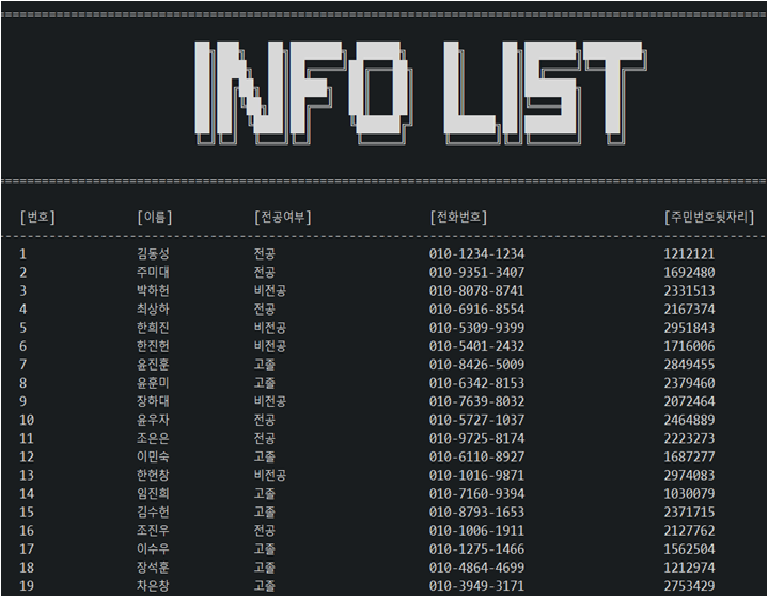 INFO LIST
[번호] [이름] [전공여부] [전화번호] [주민번호뒷자리]
1 김동성 전공 010-1234-1234 1212121
2 주미대 전공 010-9351-3407 1692480
3 박하헌 비전공 010-8078-8741 2331513
4 최상하 전공 010-6916-8554 2167374
5 한희진 비전공 010-5309-9399 2951843
6 한진헌 비전공 010-5401-2432 1716006
7 윤진훈 고졸 010-8426-5009 2849455
8 윤훈미 고졸 010-6342-8153 2379460
9 장하대 비전공 010-7639-8032 2072464
10 윤우자 전공 010-5727-1037 2464889
11 조은은 전공 010-9725-8174 2223273
12 이민숙 고졸 010-6110-8927 1687277
13 한헌창 비전공 010-1016-9871 2974083
14 임진희 고졸 010-7160-9394 1030079
15 김수헌 고졸 010-8793-1653 2371715
16 조진우 전공 010-1006-1911 2127762
17 이수우 고졸 010-1275-1466 1562504
18 장석훈 고졸 010-4864-4699 1212974
19 차은창 고졸 010-3949-3171 2753429